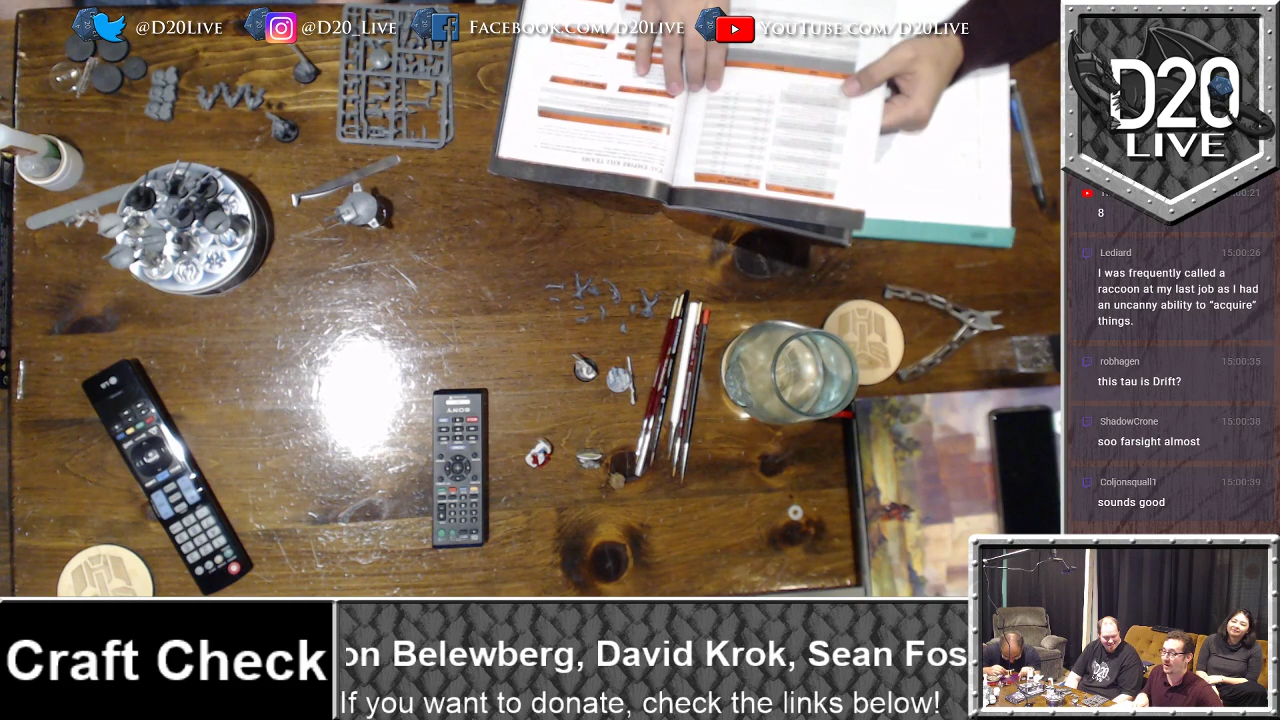 @D20Live
@D20_Live
Facebook.com/D20Live
YouTube.com/D20Live
D20
LIVE
8
Lediard 15:00:26
I was frequently called a
raccoon at my last job as I had
an uncanny ability to “acquire”
things.
robhagen 15:00:35
this tau is Drift?
ShadowCrone 15:00:38
soo farsight almost
Coljonsquall1 15:00:39
sounds good
LG
SONY
Craft Check
on Belewberg, David Krok, Sean Fos
If you want to donate, check the links below!